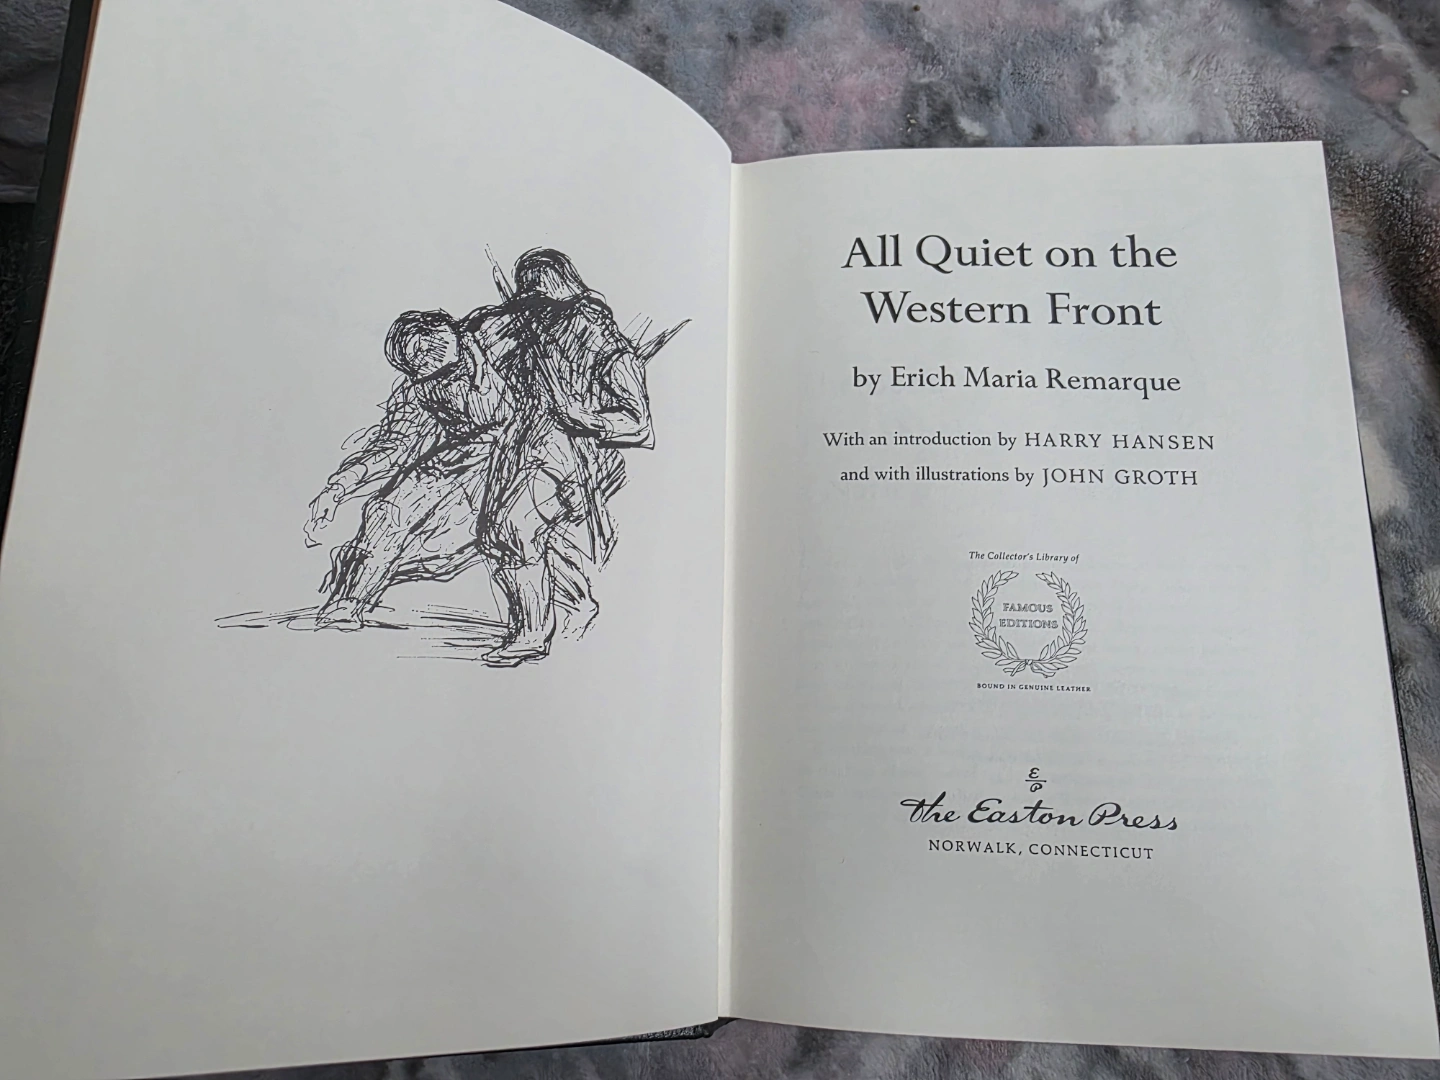 All Quiet on the
Western Front
by Erich Maria Remarque
With an introduction by HARRY HANSEN
and with illustrations by JOHN GROTH
The Collector's Library of
FAMOUS
EDITIONS
BOUND IN GENUINE LEATHER
E
P
The Easton Press
NORWALK, CONNECTICUT